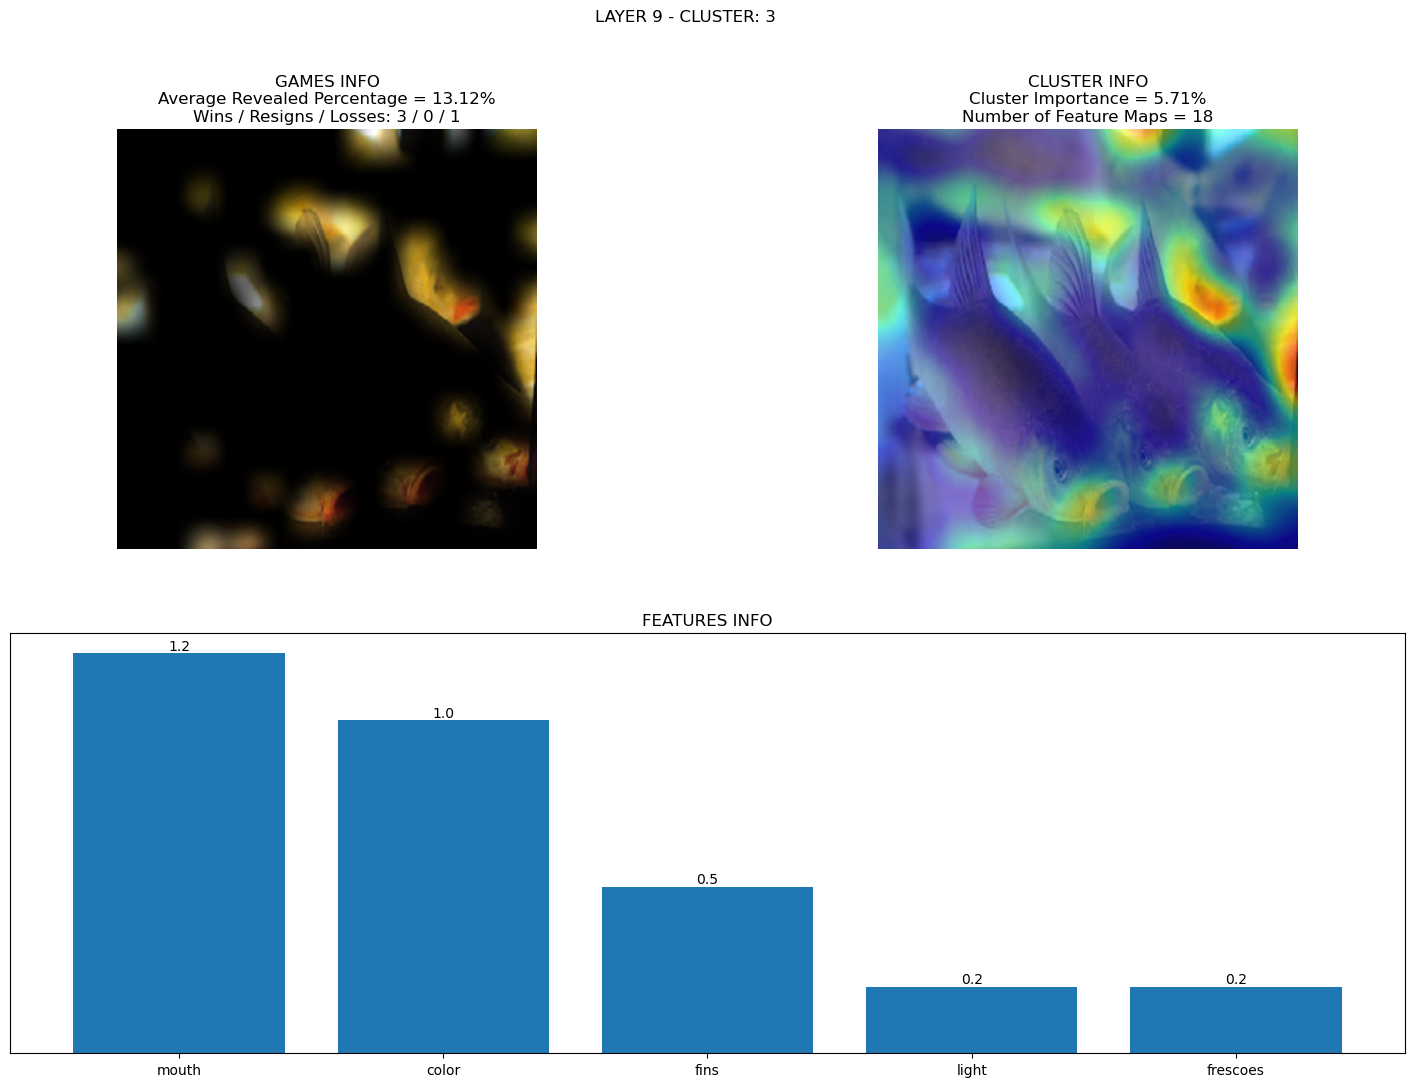 LAYER 9 - CLUSTER: 3
GAMES INFO
Average Revealed Percentage = 13.12%
Wins / Resigns / Losses: 3 / 0 / 1
CLUSTER INFO
Cluster Importance = 5.71%
Number of Feature Maps = 18
FEATURES INFO
1.2
1.0
0.5
0.2
0.2
mouth
color
fins
light
frescoes